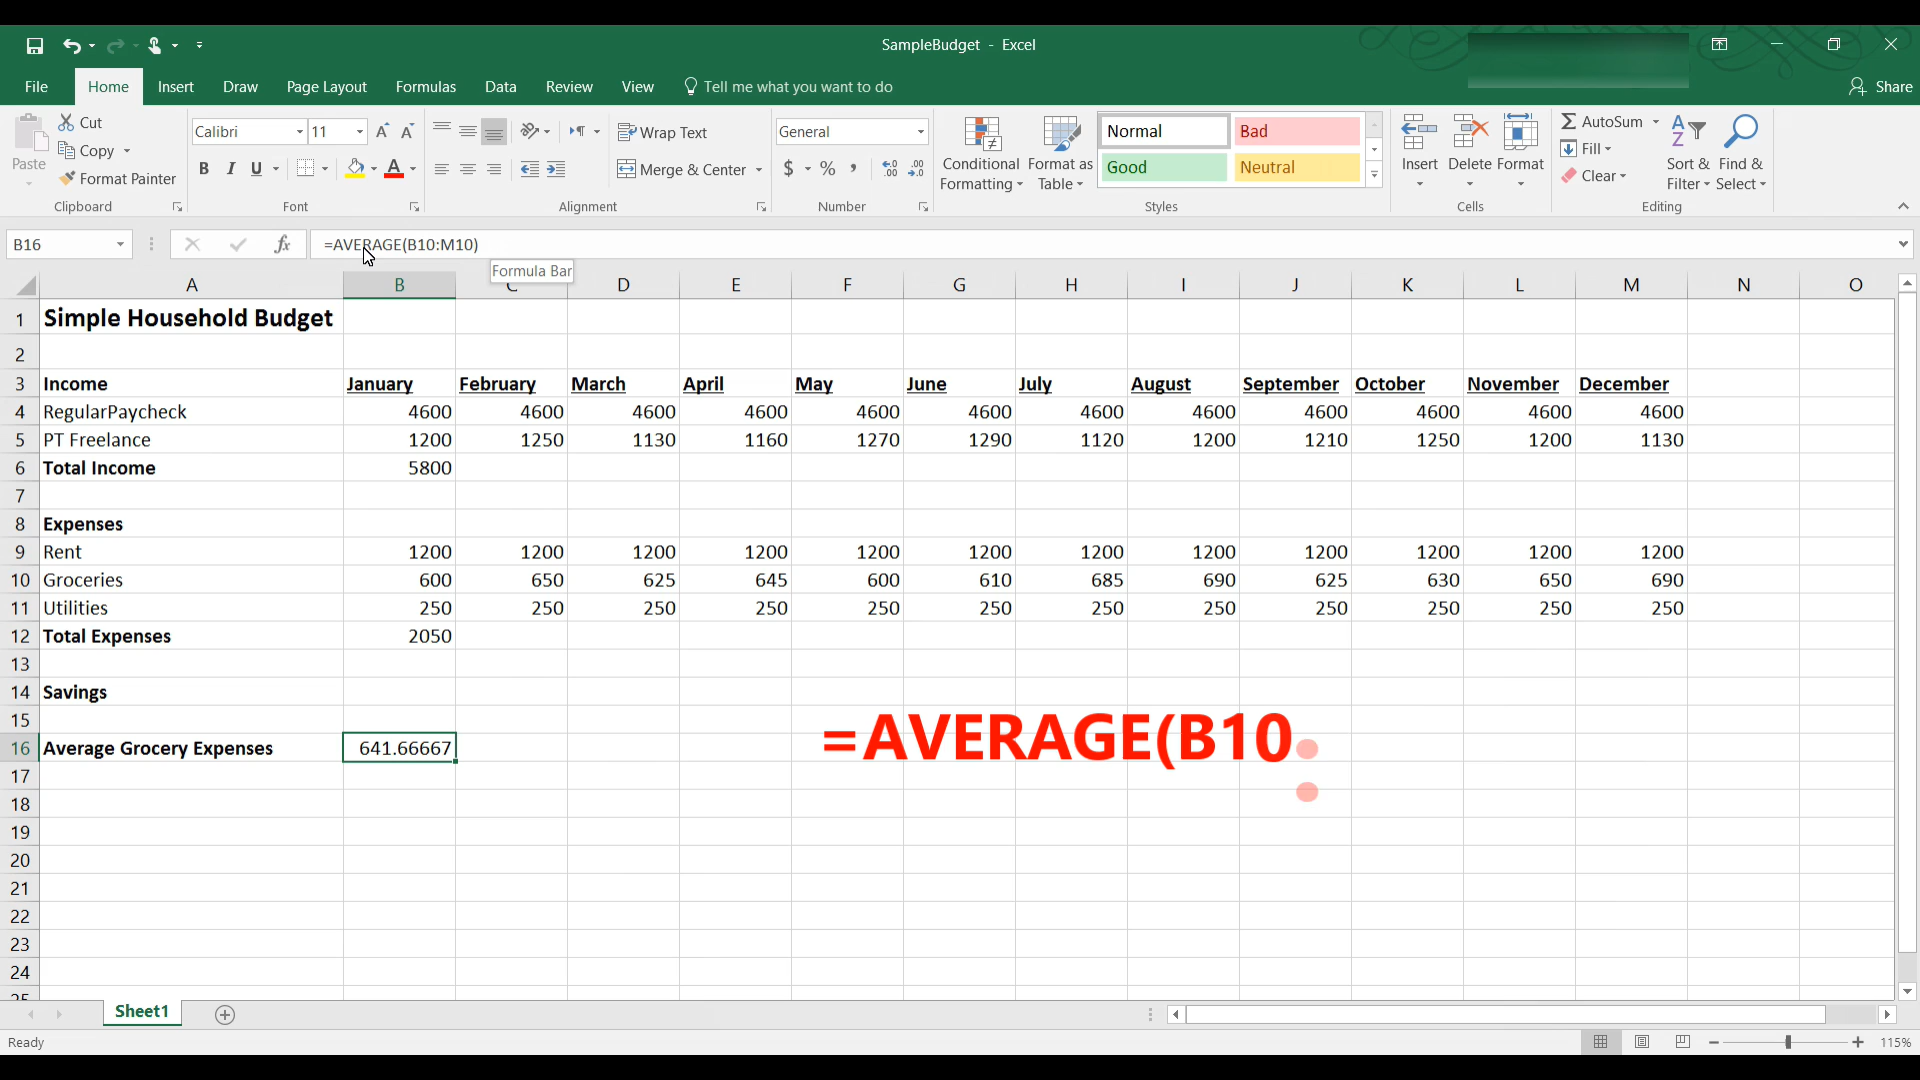 SampleBudget - Excel
File Home Insert Draw Page Layout Formulas Data Review View Tell me what you want to do Share
Paste
Cut
Copy
Format Painter
Clipboard
Calibri 11
B I U A
Font
Wrap Text
Merge & Center
Alignment
General
$ % ,
Number
Conditional Formatting
Format as Table
Normal Bad
Good Neutral
Styles
Insert Delete Format
Cells
AutoSum
Fill
Clear
Sort & Filter
Find & Select
Editing
B16 fx =AVERAGE(B10:M10)
Formula Bar
A B C D E F G H I J K L M N O
1 Simple Household Budget
2
3 Income January February March April May June July August September October November December
4 RegularPaycheck 4600 4600 4600 4600 4600 4600 4600 4600 4600 4600 4600 4600
5 PT Freelance 1200 1250 1130 1160 1270 1290 1120 1200 1210 1250 1200 1130
6 Total Income 5800
7
8 Expenses
9 Rent 1200 1200 1200 1200 1200 1200 1200 1200 1200 1200 1200 1200
10 Groceries 600 650 625 645 600 610 685 690 625 630 650 690
11 Utilities 250 250 250 250 250 250 250 250 250 250 250 250
12 Total Expenses 2050
13
14 Savings
15
16 Average Grocery Expenses 641.66667
=AVERAGE(B10:
17
18
19
20
21
22
23
24
25
Sheet1
Ready 115%